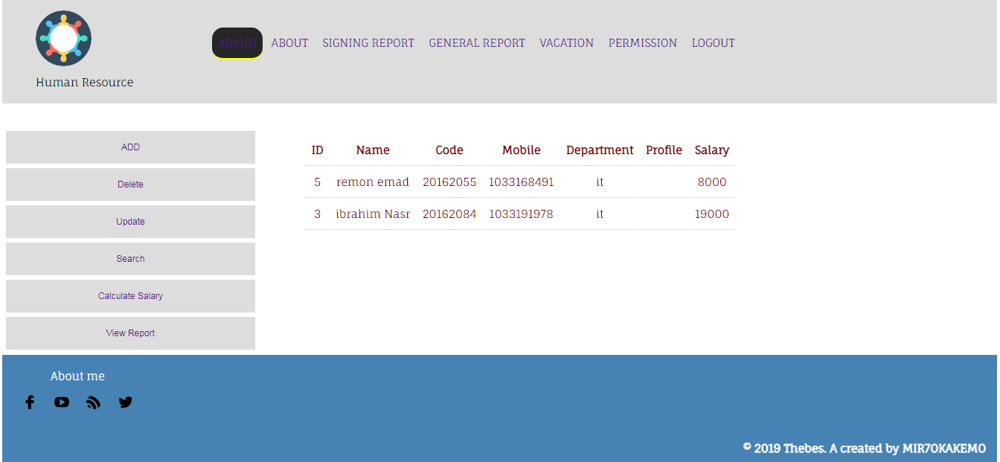 Human Resource
ADMIN ABOUT SIGNING REPORT GENERAL REPORT VACATION PERMISSION LOGOUT
ADD
Delete
Update
Search
Calculate Salary
View Report
ID Name Code Mobile Department Profile Salary
5 remon emad 20162055 1033168491 it 8000
3 ibrahim Nasr 20162084 1033191978 it 19000
About me
© 2019 Thebes. A created by MIR7OKAKEMO